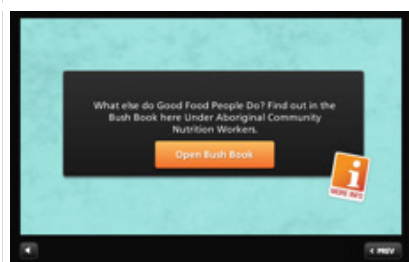 What else do Good Food People Do? Find out in the
Bush Book here Under Aboriginal Community
Nutrition Workers.
Open Bush Book
i
MORE INFO
< PREV